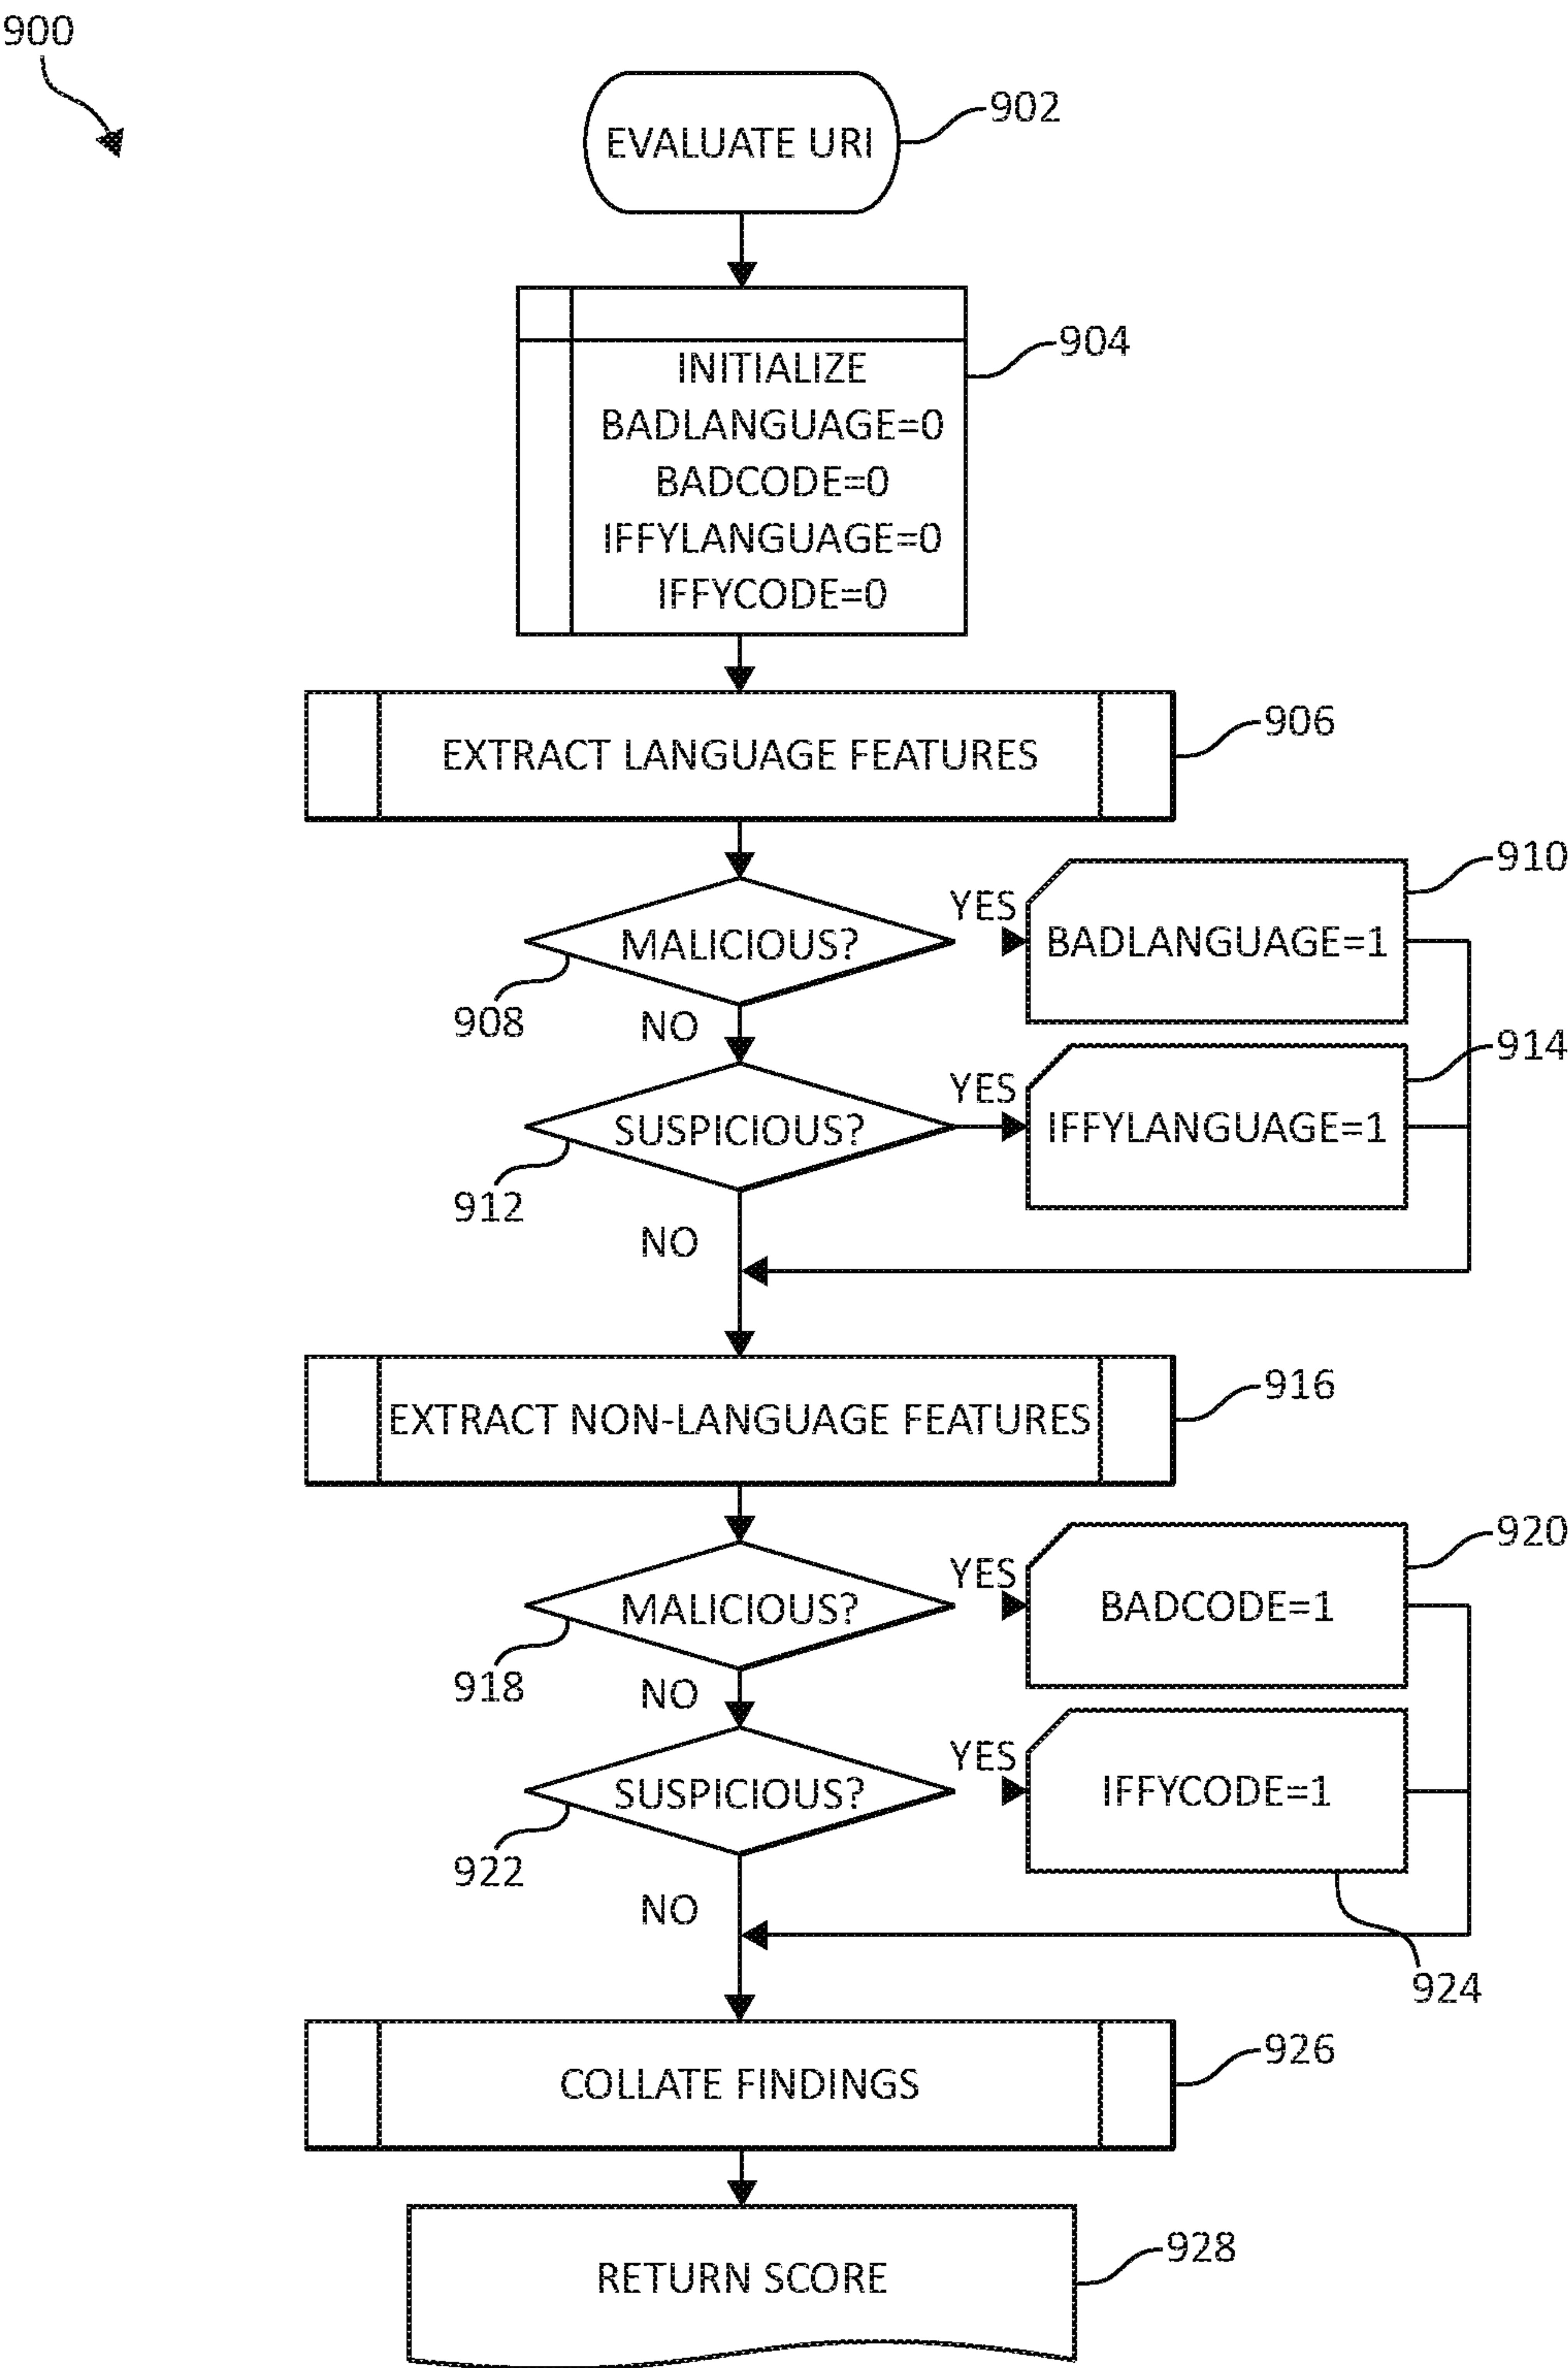 900
EVALUATE URI
902
904
INITIALIZE
BADLANGUAGE=0
BADCODE=0
IFFYLANGUAGE=0
IFFYCODE=0
906
EXTRACT LANGUAGE FEATURES
910
YES
MALICIOUS?
BADLANGUAGE=1
908
NO
914
YES
SUSPICIOUS?
IFFYLANGUAGE=1
912
NO
916
EXTRACT NON-LANGUAGE FEATURES
920
YES
MALICIOUS?
BADCODE=1
918
NO
YES
SUSPICIOUS?
IFFYCODE=1
922
NO
924
926
COLLATE FINDINGS
928
RETURN SCORE